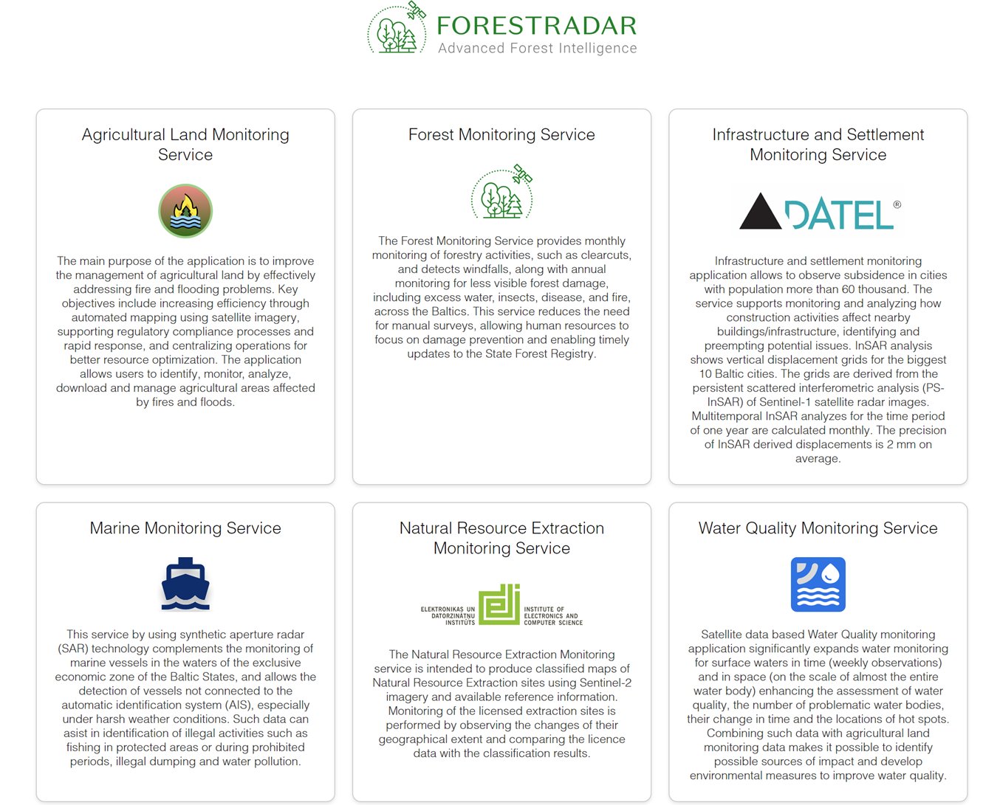 FORESTRADAR
Advanced Forest Intelligence
Agricultural Land Monitoring
Service
The main purpose of the application is to improve
the management of agricultural land by effectively
addressing fire and flooding problems. Key
objectives include increasing efficiency through
automated mapping using satellite imagery,
supporting regulatory compliance processes and
rapid response, and centralizing operations for
better resource optimization. The application
allows users to identify, monitor, analyze,
download and manage agricultural areas affected
by fires and floods.
Forest Monitoring Service
The Forest Monitoring Service provides monthly
monitoring of forestry activities, such as clearcuts,
and detects windfalls, along with annual
monitoring for less visible forest damage,
including excess water, insects, disease, and fire,
across the Baltics. This service reduces the need
for manual surveys, allowing human resources to
focus on damage prevention and enabling timely
updates to the State Forest Registry.
Infrastructure and Settlement
Monitoring Service
DATEL®
Infrastructure and settlement monitoring
application allows to observe subsidence in cities
with population more than 60 thousand. The
service supports monitoring and analyzing how
construction activities affect nearby
buildings/infrastructure, identifying and
preempting potential issues. InSAR analysis
shows vertical displacement grids for the biggest
10 Baltic cities. The grids are derived from the
persistent scattered interferometric analysis (PS-
InSAR) of Sentinel-1 satellite radar images.
Multitemporal InSAR analyzes for the time period
of one year are calculated monthly. The precision
of InSAR derived displacements is 2 mm on
average.
Marine Monitoring Service
This service by using synthetic aperture radar
(SAR) technology complements the monitoring of
marine vessels in the waters of the exclusive
economic zone of the Baltic States, and allows the
detection of vessels not connected to the
automatic identification system (AIS), especially
under harsh weather conditions. Such data can
asist in identification of illegal activities such as
fishing in protected areas or during prohibited
periods, illegal dumping and water pollution.
Natural Resource Extraction
Monitoring Service
ELEKTRONIKAS UN
DATORZINĀTŅU
INSTITŪTS
edi
INSTITUTE OF
ELECTRONICS AND
COMPUTER SCIENCE
The Natural Resource Extraction Monitoring
service is intended to produce classified maps of
Natural Resource Extraction sites using Sentinel-2
imagery and available reference information.
Monitoring of the licensed extraction sites is
performed by observing the changes of their
geographical extent and comparing the licence
data with the classification results.
Water Quality Monitoring Service
Satellite data based Water Quality monitoring
application significantly expands water monitoring
for surface waters in time (weekly observations)
and in space (on the scale of almost the entire
water body) enhancing the assessment of water
quality, the number of problematic water bodies,
their change in time and the locations of hot spots.
Combining such data with agricultural land
monitoring data makes it possible to identify
possible sources of impact and develop
environmental measures to improve water quality.